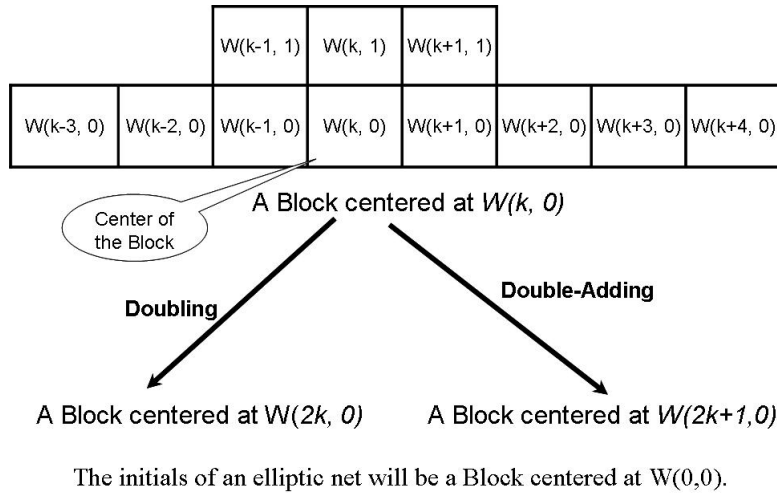 W(k-1, 1) W(k, 1) W(k+1, 1)
W(k-3, 0) W(k-2, 0) W(k-1, 0) W(k, 0) W(k+1, 0) W(k+2, 0) W(k+3, 0) W(k+4, 0)
Center of
the Block
A Block centered at W(k, 0)
Doubling
Double-Adding
A Block centered at W(2k, 0)
A Block centered at W(2k+1,0)
The initials of an elliptic net will be a Block centered at W(0,0).